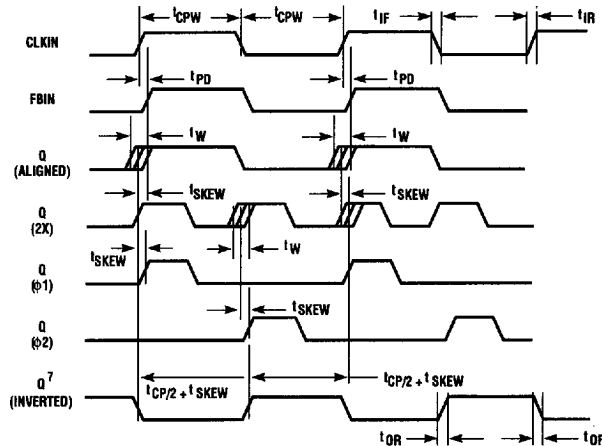 tCPW tCPW tIF tIR
CLKIN
tPD tPD
FBIN
tW tW
Q
(ALIGNED)
tSKEW tSKEW
Q
(2X)
tSKEW tW
Q
(ϕ1)
tSKEW
Q
(ϕ2)
Q7
(INVERTED)
tCP/2 + tSKEW tCP/2 + tSKEW
tOR tOF